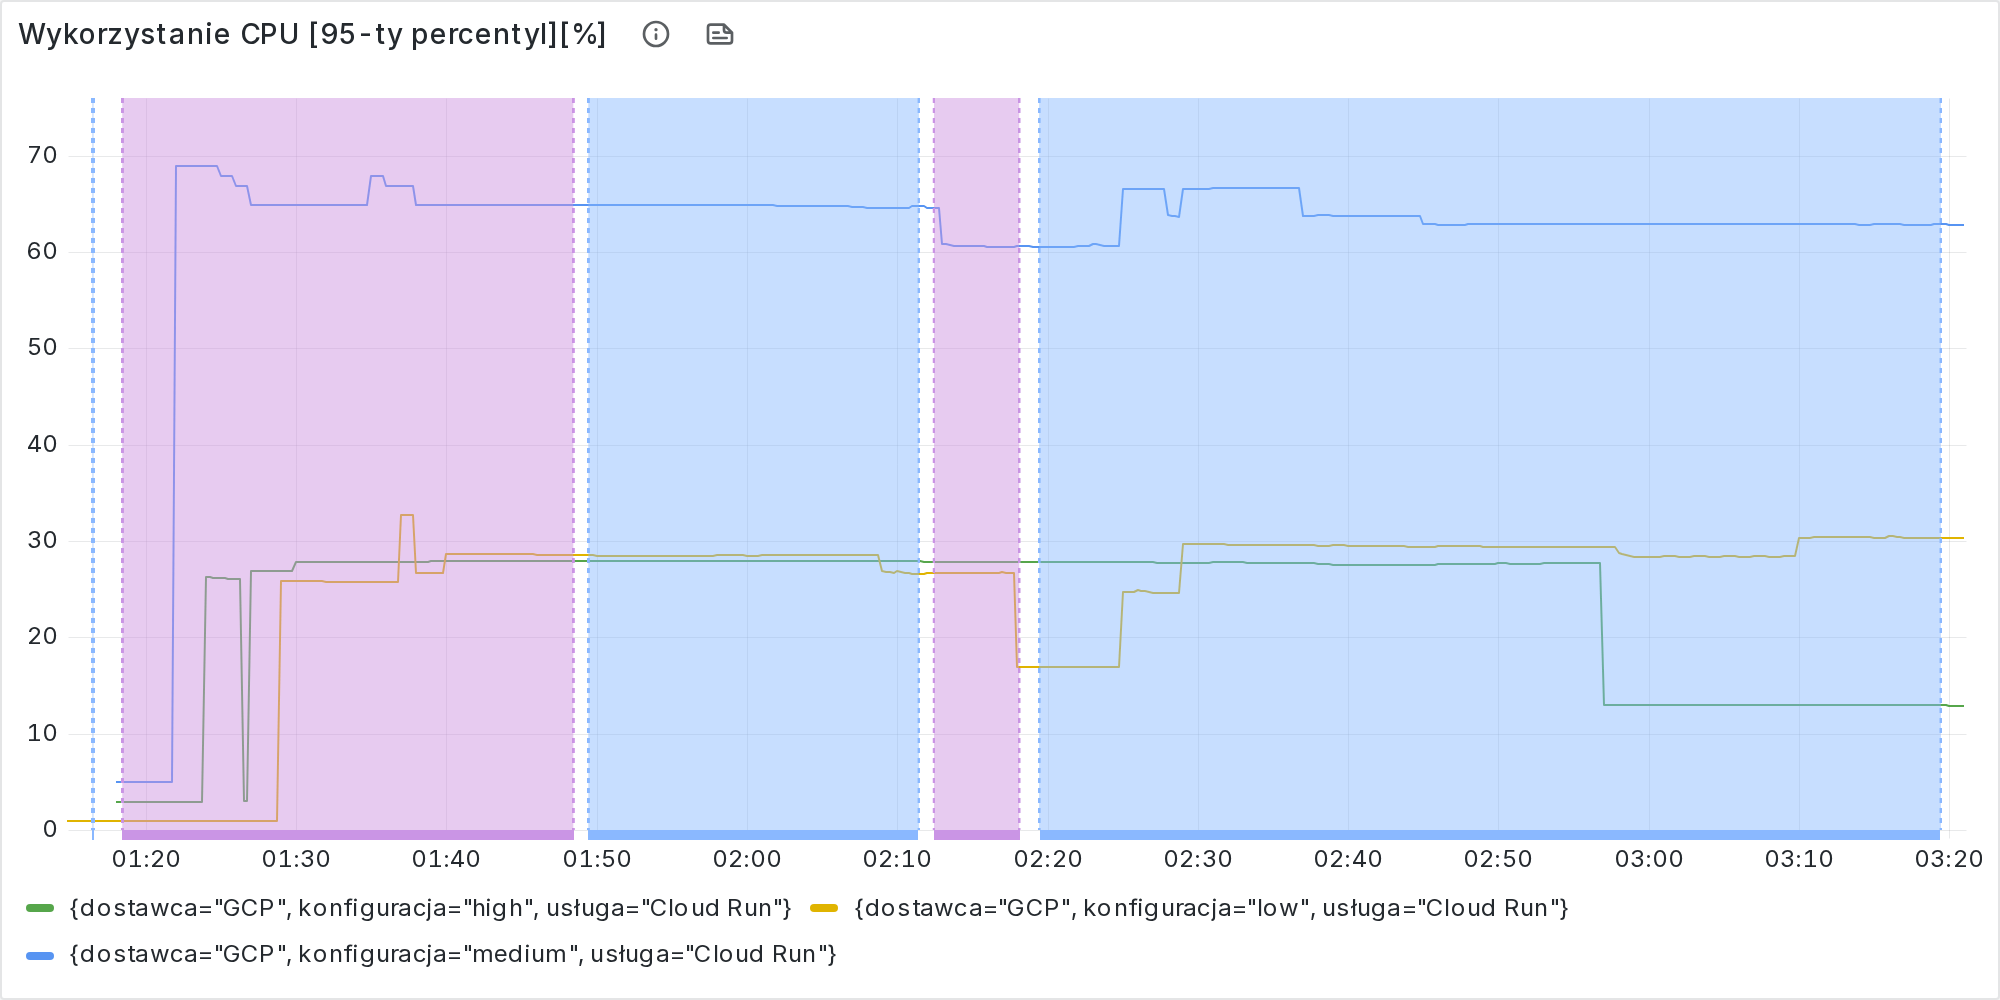 Wykorzystanie CPU [95-ty percentyl][%]
70
60
50
40
30
20
10
0
01:20 01:30 01:40 01:50 02:00 02:10 02:20 02:30 02:40 02:50 03:00 03:10 03:20
{dostawca="GCP", konfiguracja="high", usługa="Cloud Run"} {dostawca="GCP", konfiguracja="low", usługa="Cloud Run"}
{dostawca="GCP", konfiguracja="medium", usługa="Cloud Run"}